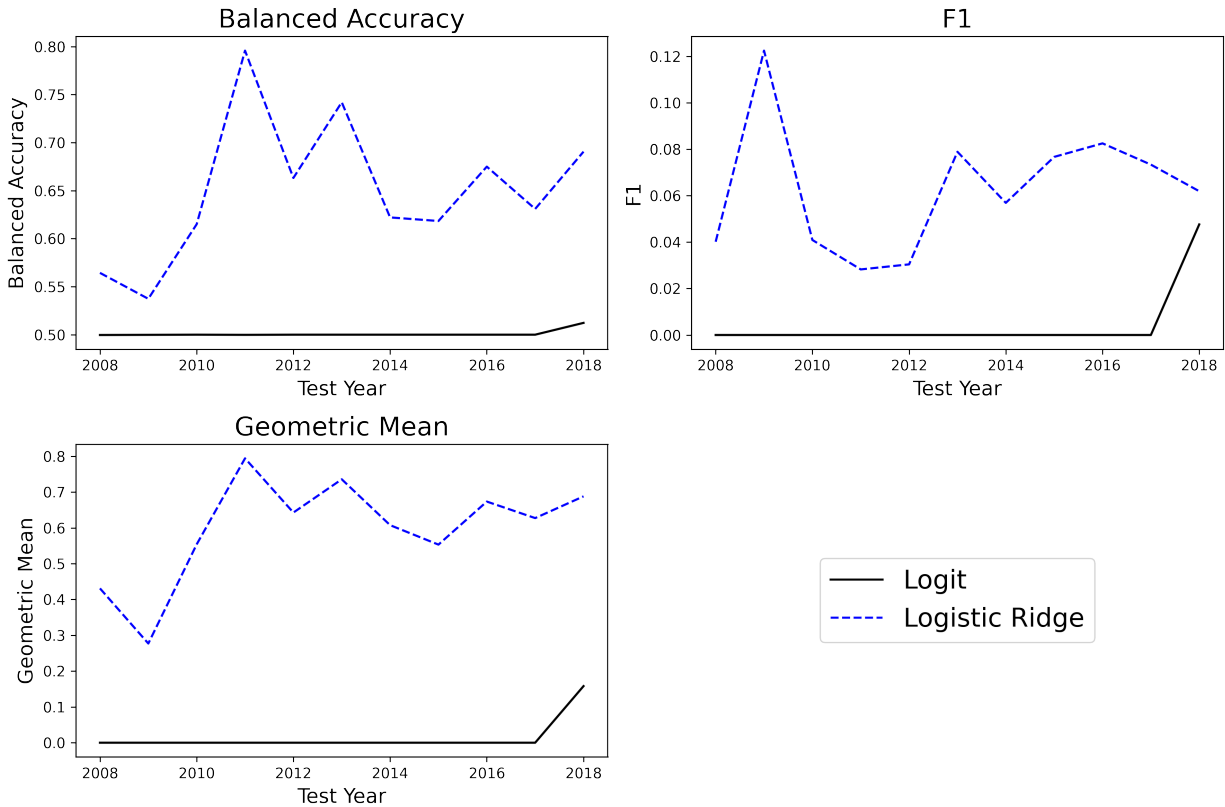 Balanced Accuracy
Balanced Accuracy
0.80
0.75
0.70
0.65
0.60
0.55
0.50
2008 2010 2012 2014 2016 2018
Test Year
F1
F1
0.12
0.10
0.08
0.06
0.04
0.02
0.00
2008 2010 2012 2014 2016 2018
Test Year
Geometric Mean
Geometric Mean
0.8
0.7
0.6
0.5
0.4
0.3
0.2
0.1
0.0
2008 2010 2012 2014 2016 2018
Test Year
Logit
Logistic Ridge